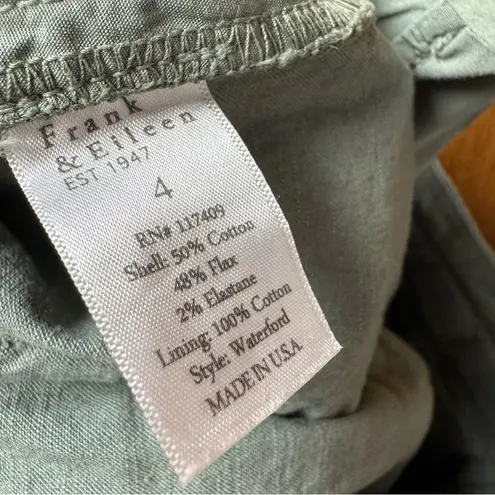 Frank
& Eileen
EST 1947
4
RN# 117409
Shell: 50% Cotton
48% Flax
2% Elastane
Lining: 100% Cotton
Style: Waterford
MADE IN U.S.A.